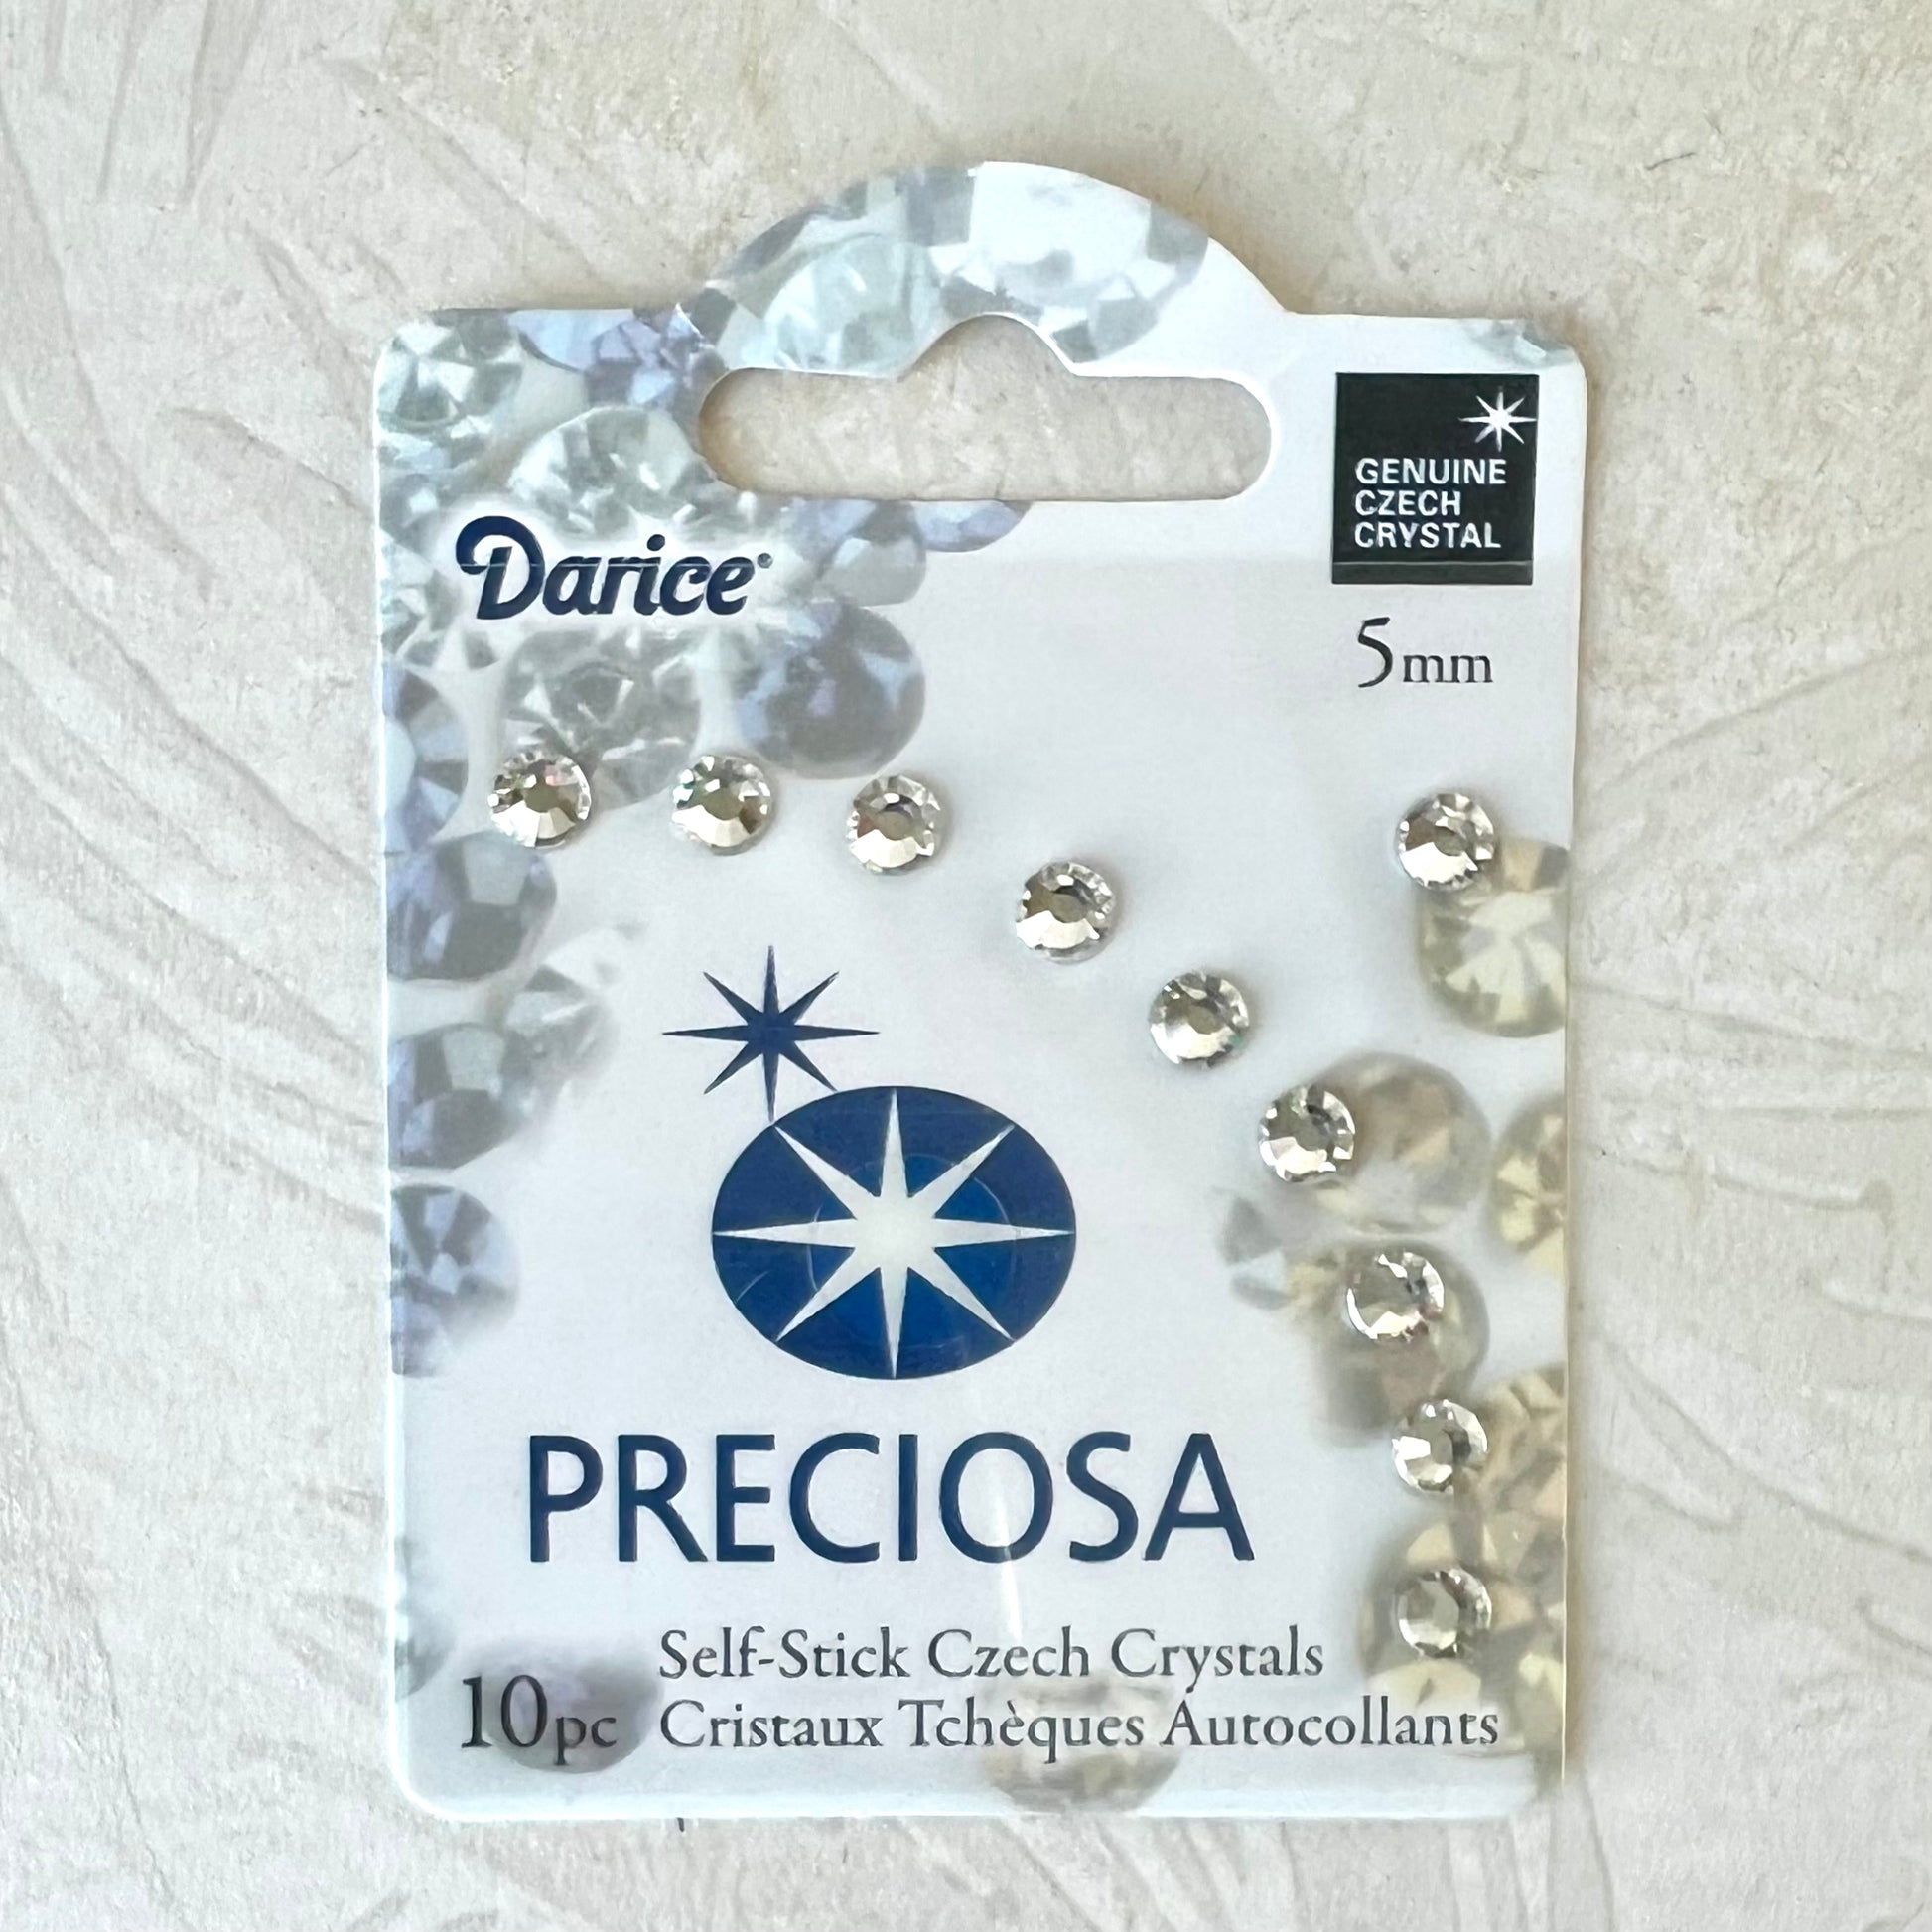 Darice®
GENUINE
CZECH
CRYSTAL
5mm
PRECIOSA
10pc
Self-Stick Czech Crystals
Cristaux Tchèques Autocollants